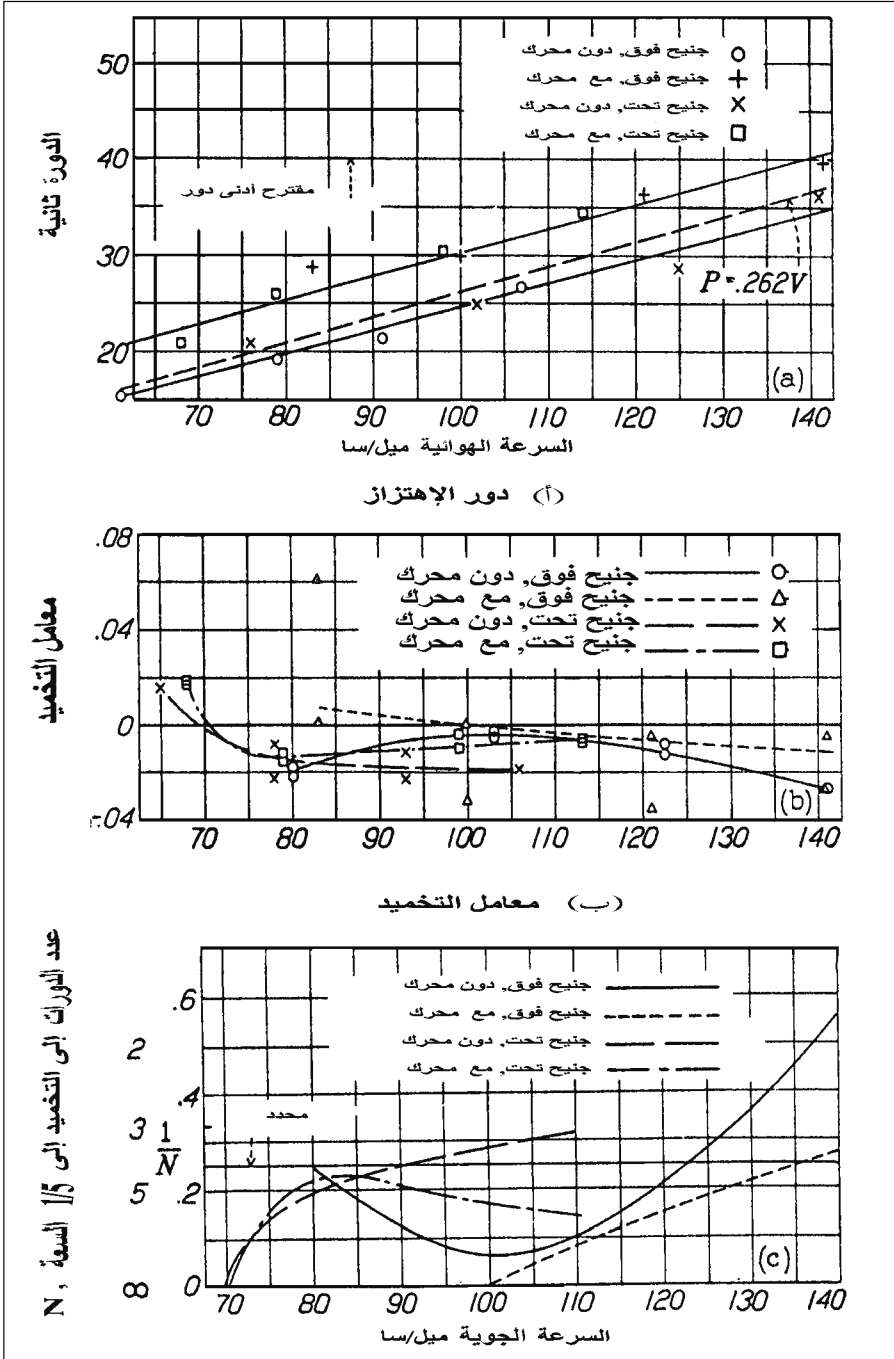 50
40
30
20
الدورة ثانية
جنيح فوق, دون محرك
جنيح فوق, مع محرك
جنيح تحت, دون محرك
جنيح تحت, مع محرك
مقترح أدنى دور
P=.262V
(a)
70 80 90 100 110 120 130 140
السرعة الهوائية ميل/سا
(أ) دور الإهتزاز
.08
.04
0
-.04
معامل التخميد
جنيح فوق, دون محرك
جنيح فوق, مع محرك
جنيح تحت, دون محرك
جنيح تحت, مع محرك
(b)
70 80 90 100 110 120 130 140
(ب) معامل التخميد
عدد الدورات إلى التخميد إلى 1/5 السعة , N
2
3
5
∞
1/N
.6
.4
.2
0
جنيح فوق, دون محرك
جنيح فوق, مع محرك
جنيح تحت, دون محرك
جنيح تحت, مع محرك
محدد
(c)
70 80 90 100 110 120 130 140
السرعة الجوية ميل/سا